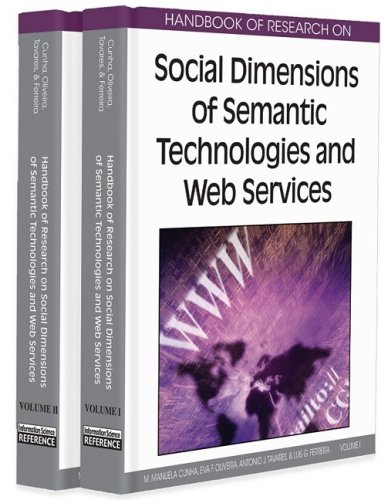 HANDBOOK OF RESEARCH ON
Social Dimensions
of Semantic
Technologies and
Web Services
WWW
ailto:
M. MANUELA CUNHA, EVA F. OLIVEIRA, ANTONIO J. TAVARES, & LUIS G. FERREIRA
VOLUME I
Cunha, Oliveira,
Tavares, & Ferreira
Handbook of Research on Social Dimensions
of Semantic Technologies and Web Services
VOLUME II
Information Science
REFERENCE
Cunha, Oliveira,
Tavares, & Ferreira
Handbook of Research on Social Dimensions
of Semantic Technologies and Web Services
VOLUME I
Information Science
REFERENCE